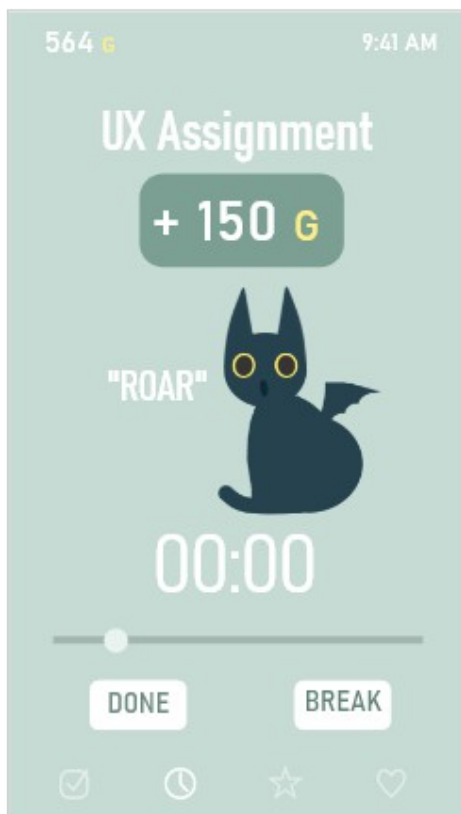 564 G
9:41 AM
UX Assignment
+ 150 G
"ROAR"
00:00
DONE
BREAK